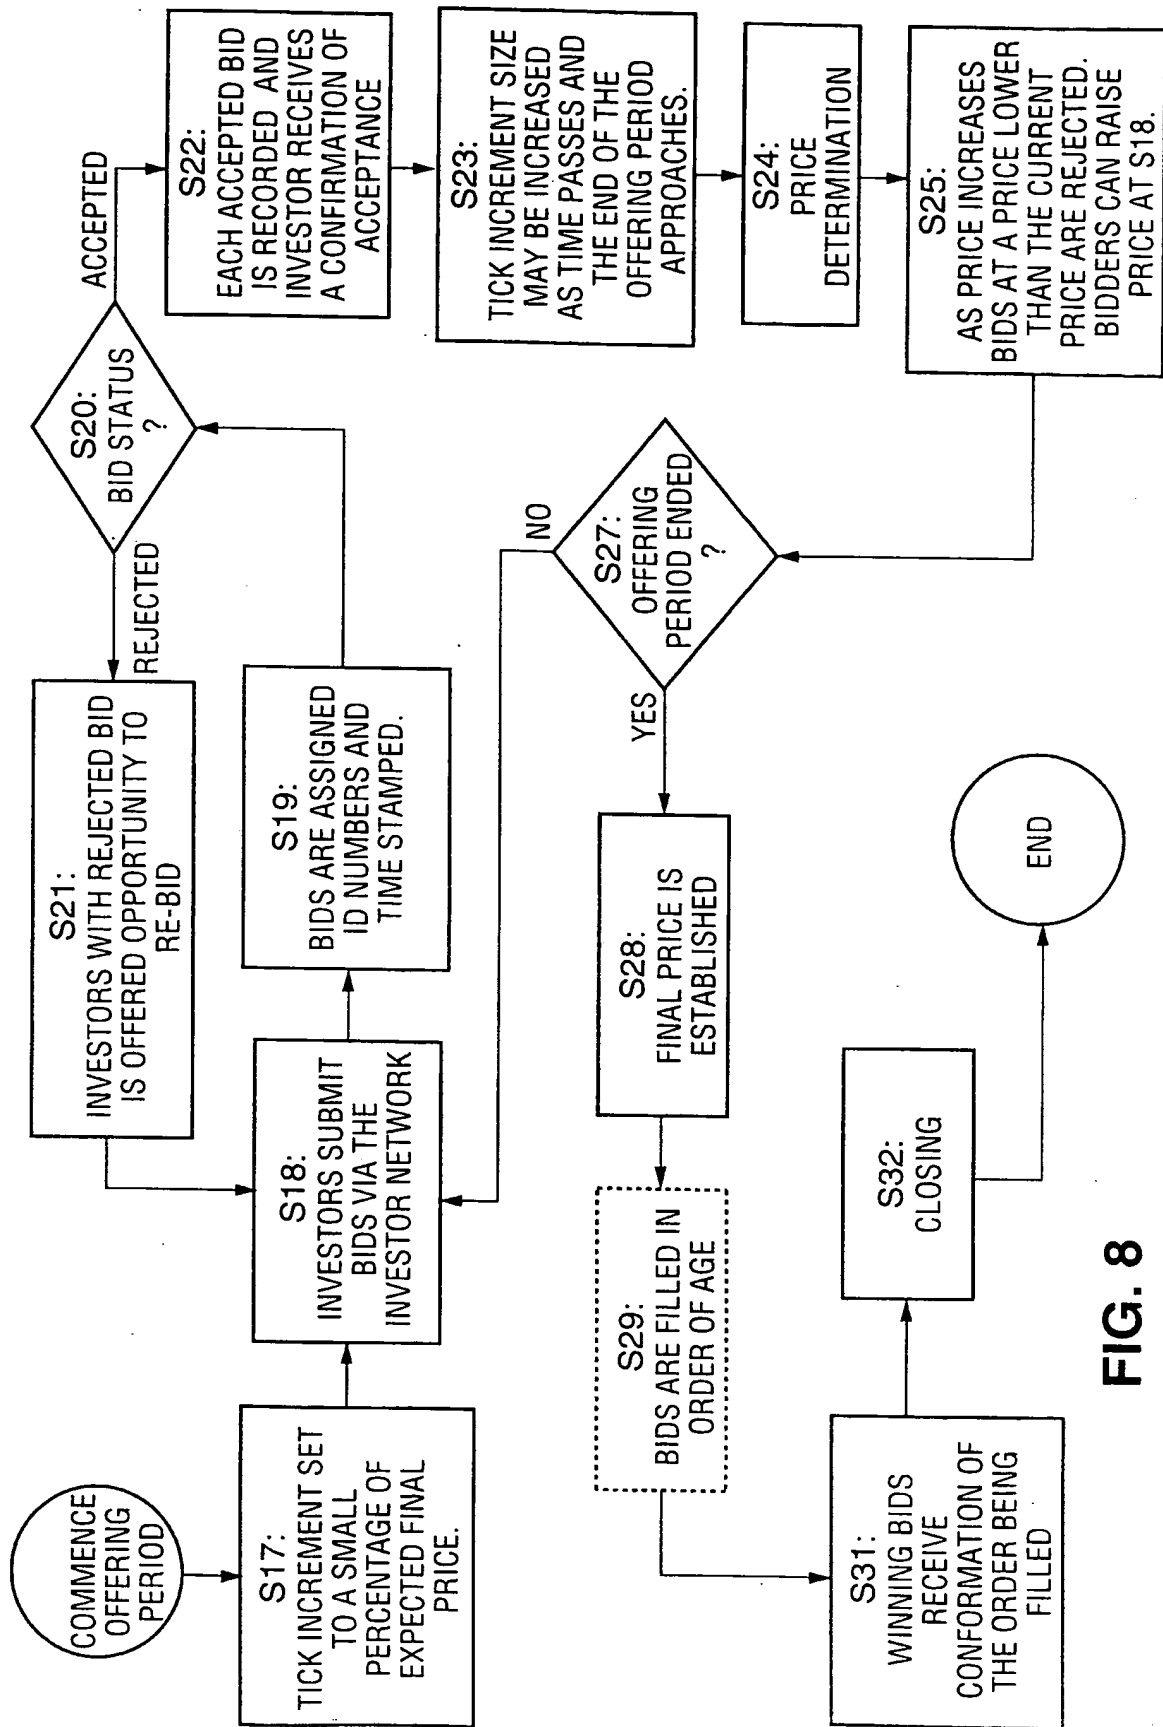 COMMENCE
OFFERING
PERIOD
S17:
TICK INCREMENT SET
TO A SMALL
PERCENTAGE OF
EXPECTED FINAL
PRICE.
S18:
INVESTORS SUBMIT
BIDS VIA THE
INVESTOR NETWORK
S19:
BIDS ARE ASSIGNED
ID NUMBERS AND
TIME STAMPED.
S20:
BID STATUS
?
REJECTED
S21:
INVESTORS WITH REJECTED BID
IS OFFERED OPPORTUNITY TO
RE-BID
ACCEPTED
S22:
EACH ACCEPTED BID
IS RECORDED AND
INVESTOR RECEIVES
A CONFIRMATION OF
ACCEPTANCE
S23:
TICK INCREMENT SIZE
MAY BE INCREASED
AS TIME PASSES AND
THE END OF THE
OFFERING PERIOD
APPROACHES.
S24:
PRICE
DETERMINATION
S25:
AS PRICE INCREASES
BIDS AT A PRICE LOWER
THAN THE CURRENT
PRICE ARE REJECTED.
BIDDERS CAN RAISE
PRICE AT S18.
S27:
OFFERING
PERIOD ENDED
?
NO
YES
S28:
FINAL PRICE IS
ESTABLISHED
S29:
BIDS ARE FILLED IN
ORDER OF AGE
S31:
WINNING BIDS
RECEIVE
CONFORMATION OF
THE ORDER BEING
FILLED
S32:
CLOSING
END
FIG. 8